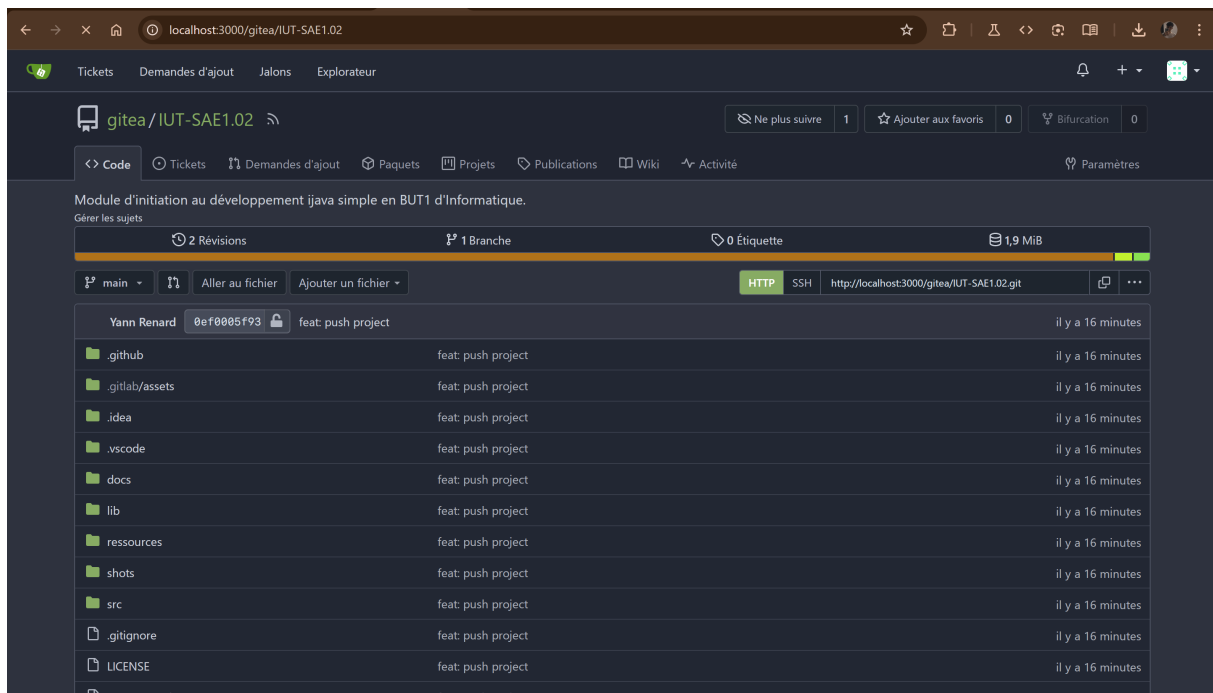 localhost:3000/gitea/IUT-SAE1.02
Tickets Demandes d'ajout Jalons Explorateur
gitea/IUT-SAE1.02 Ne plus suivre 1 Ajouter aux favoris 0 Bifurcation 0
Code Tickets Demandes d'ajout Paquets Projets Publications Wiki Activité Paramètres
Module d'initiation au développement ijava simple en BUT1 d'Informatique.
Gérer les sujets
2 Révisions 1 Branche 0 Étiquette 1,9 MiB
main Aller au fichier Ajouter un fichier HTTP SSH http://localhost:3000/gitea/IUT-SAE1.02.git
Yann Renard 0ef0005f93 feat: push project il y a 16 minutes
.github feat: push project il y a 16 minutes
.gitlab/assets feat: push project il y a 16 minutes
.idea feat: push project il y a 16 minutes
.vscode feat: push project il y a 16 minutes
docs feat: push project il y a 16 minutes
lib feat: push project il y a 16 minutes
ressources feat: push project il y a 16 minutes
shots feat: push project il y a 16 minutes
src feat: push project il y a 16 minutes
.gitignore feat: push project il y a 16 minutes
LICENSE feat: push project il y a 16 minutes